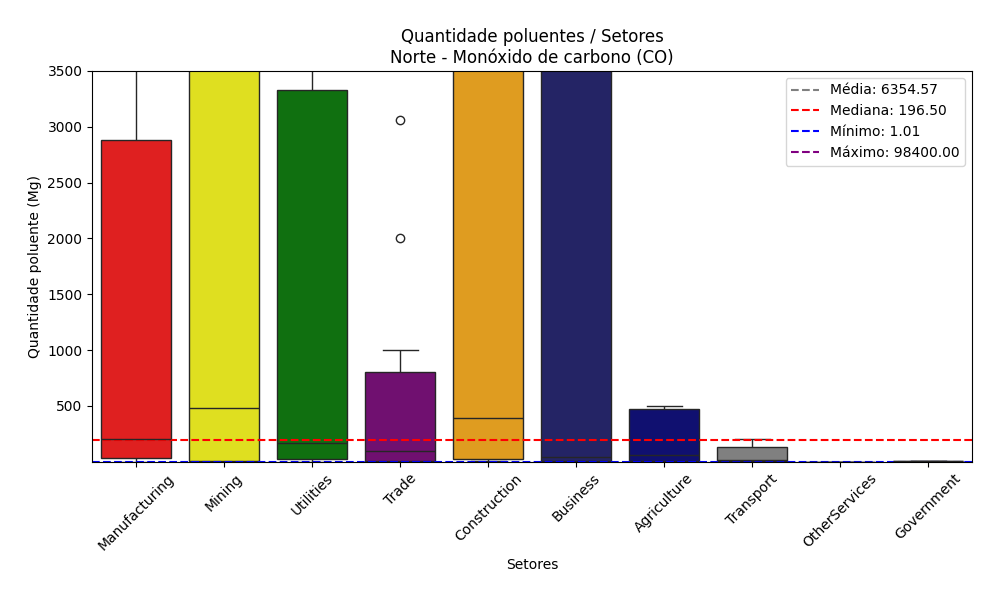 Quantidade poluentes / Setores
Norte - Monóxido de carbono (CO)
Quantidade poluente (Mg)
3500
3000
2500
2000
1500
1000
500
Média: 6354.57
Mediana: 196.50
Mínimo: 1.01
Máximo: 98400.00
Manufacturing
Mining
Utilities
Trade
Construction
Business
Agriculture
Transport
OtherServices
Government
Setores